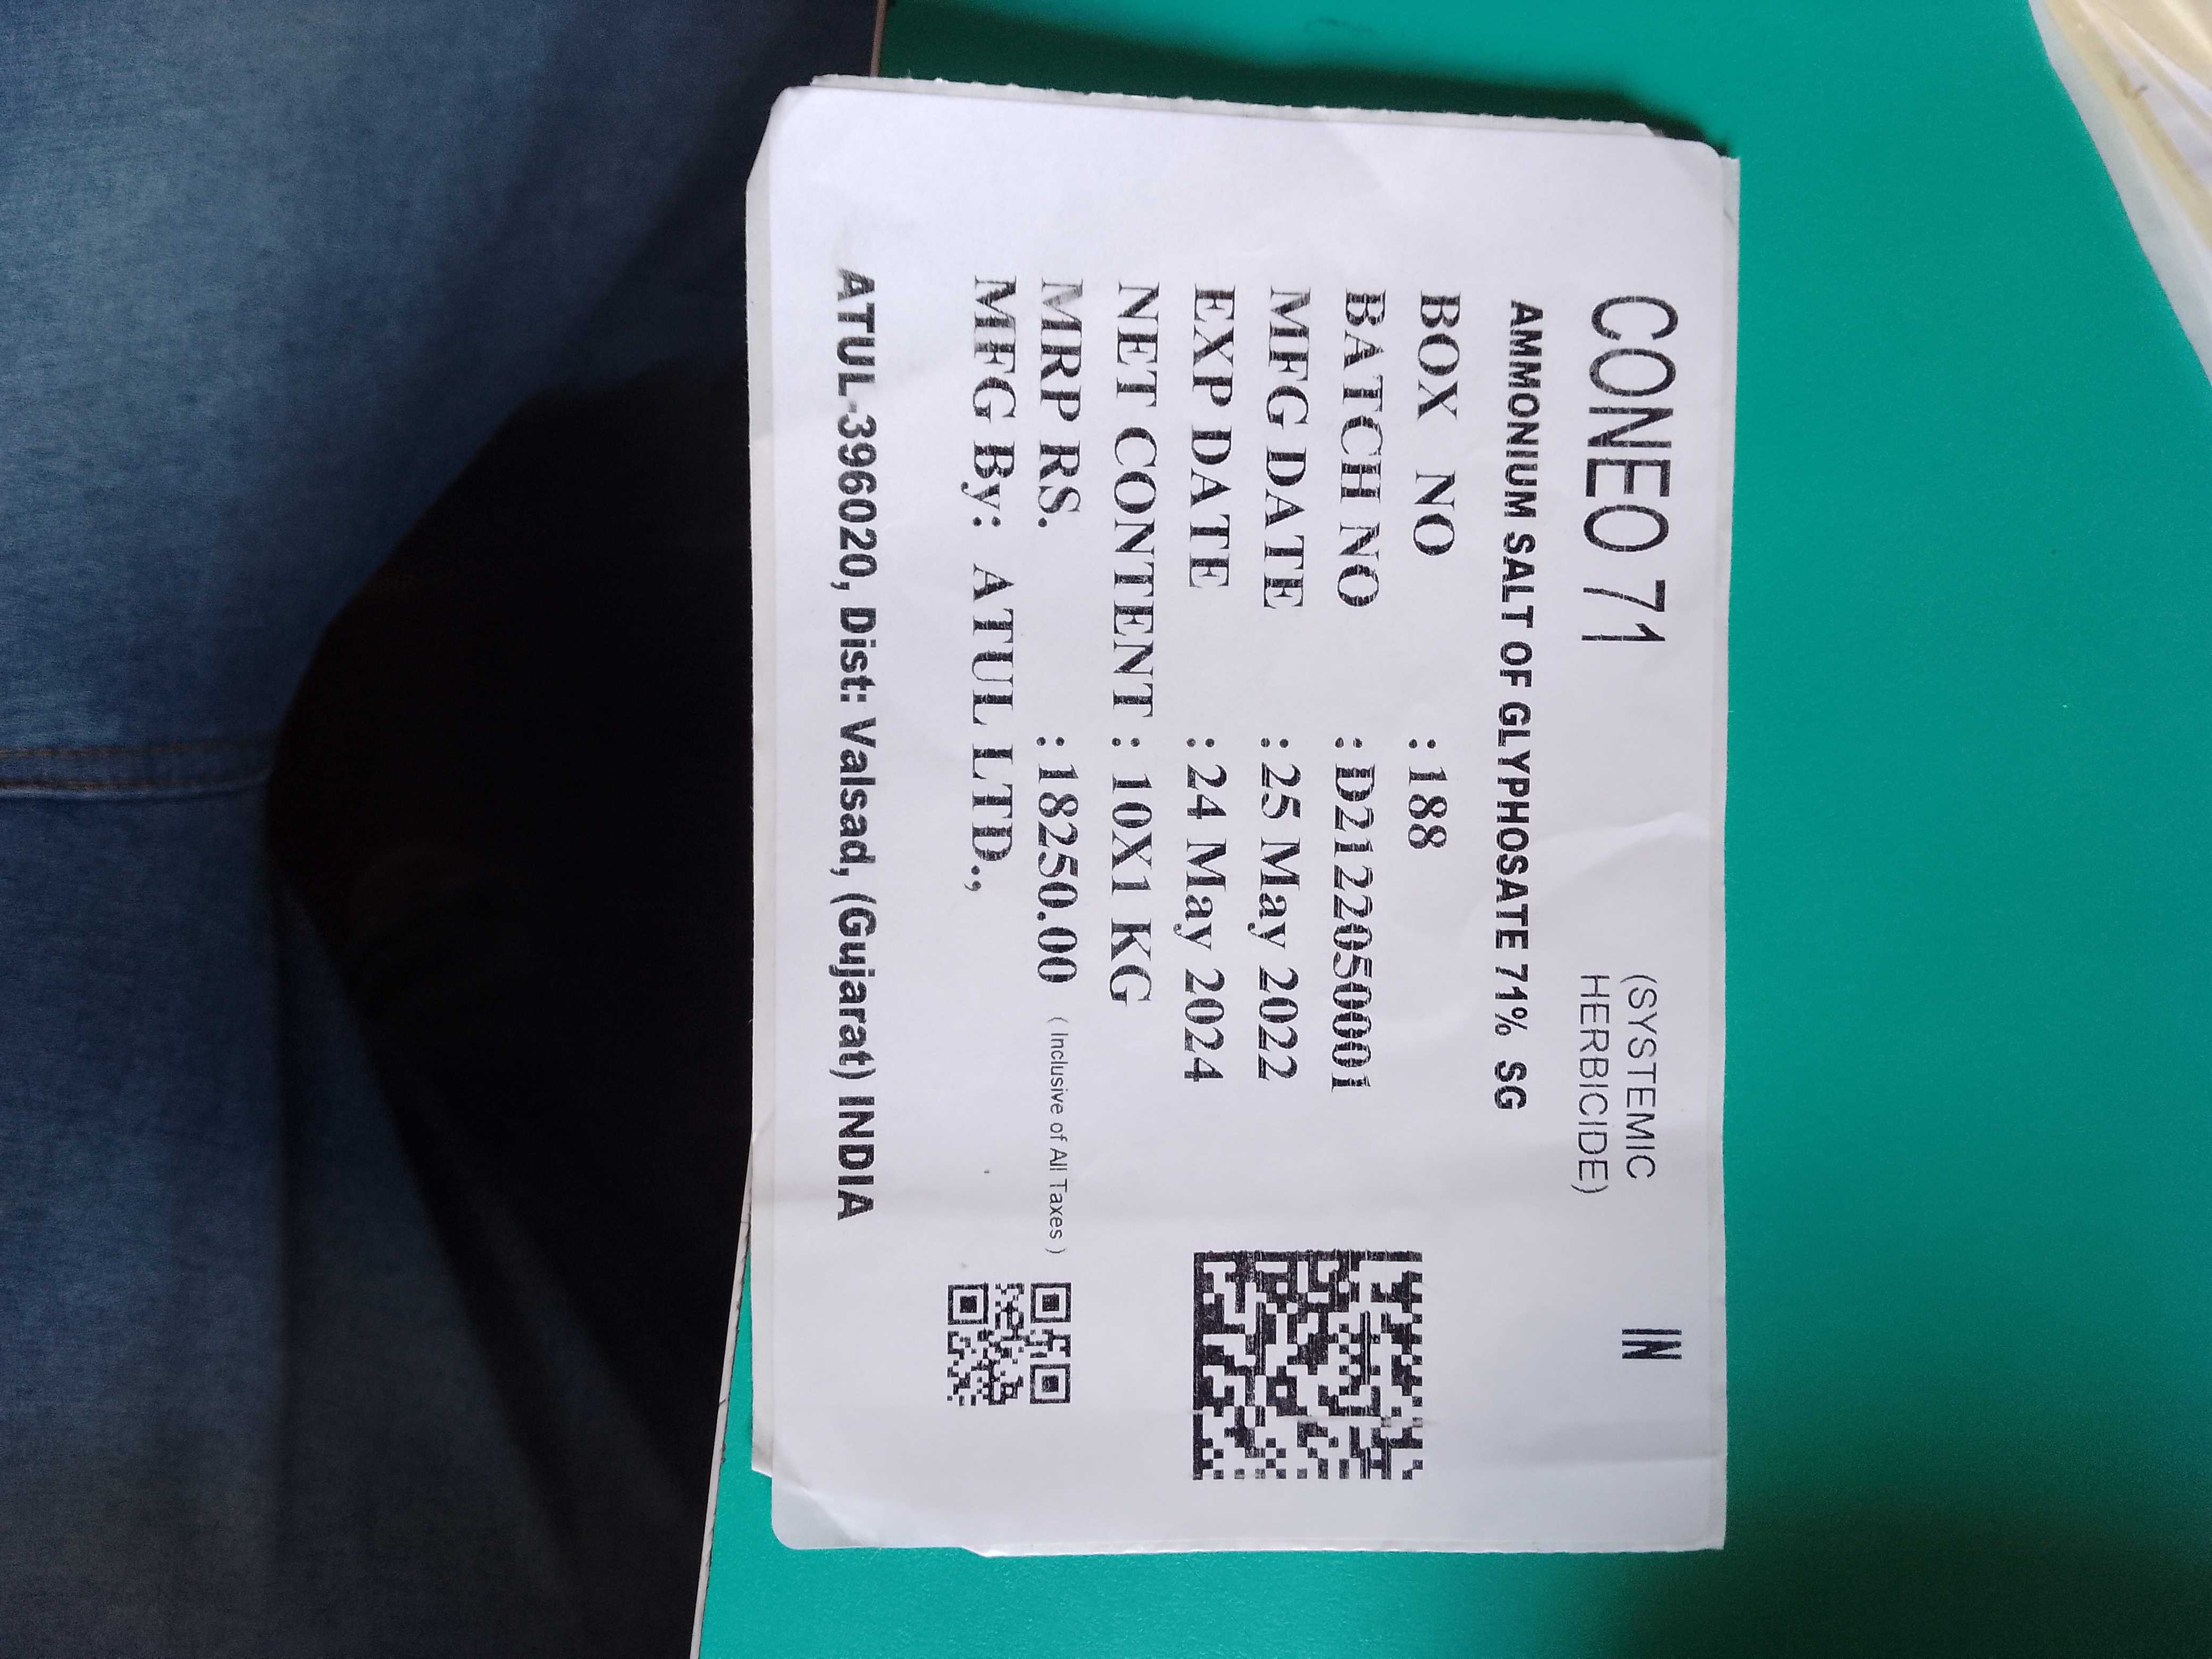 CONEO 71 (SYSTEMIC HERBICIDE) IN
AMMONIUM SALT OF GLYPHOSATE 71% SG
BOX NO : 188
BATCH NO : D212205001
MFG DATE : 25 May 2022
EXP DATE : 24 May 2024
NET CONTENT : 10X1 KG
MRP RS. : 18250.00 ( Inclusive of All Taxes )
MFG By: ATUL LTD.,
ATUL-396020, Dist: Valsad, (Gujarat) INDIA